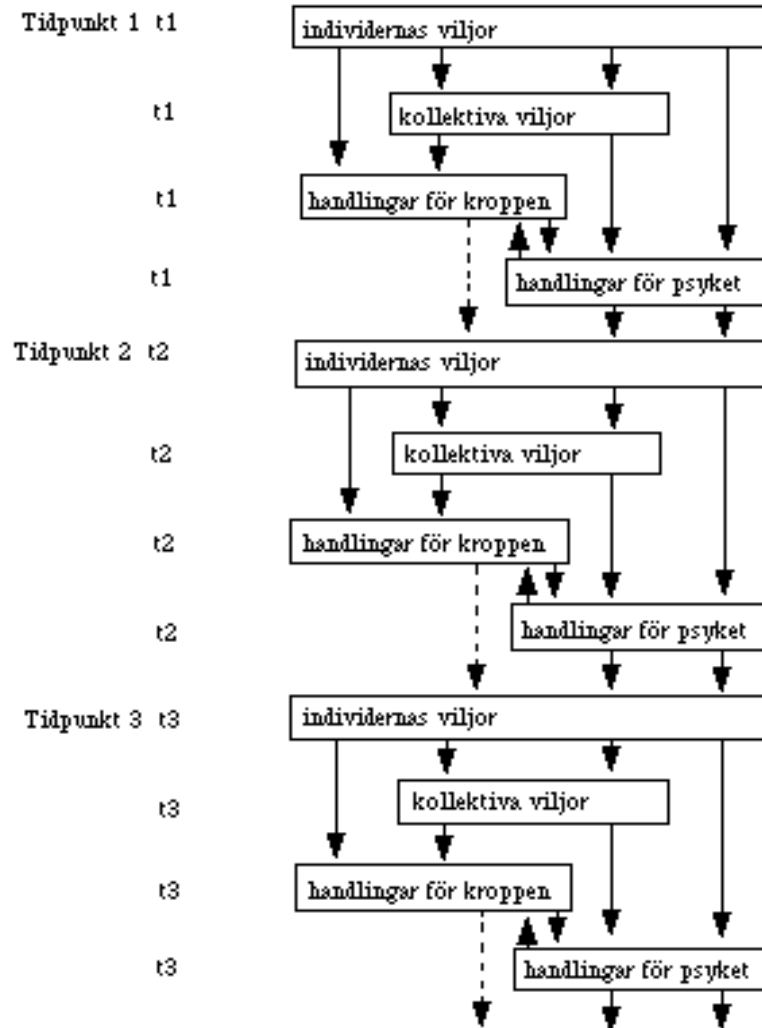 Tidpunkt 1 t1 individernas viljor
t1 kollektiva viljor
t1 handlingar för kroppen
t1 handlingar för psyket
Tidpunkt 2 t2 individernas viljor
t2 kollektiva viljor
t2 handlingar för kroppen
t2 handlingar för psyket
Tidpunkt 3 t3 individernas viljor
t3 kollektiva viljor
t3 handlingar för kroppen
t3 handlingar för psyket